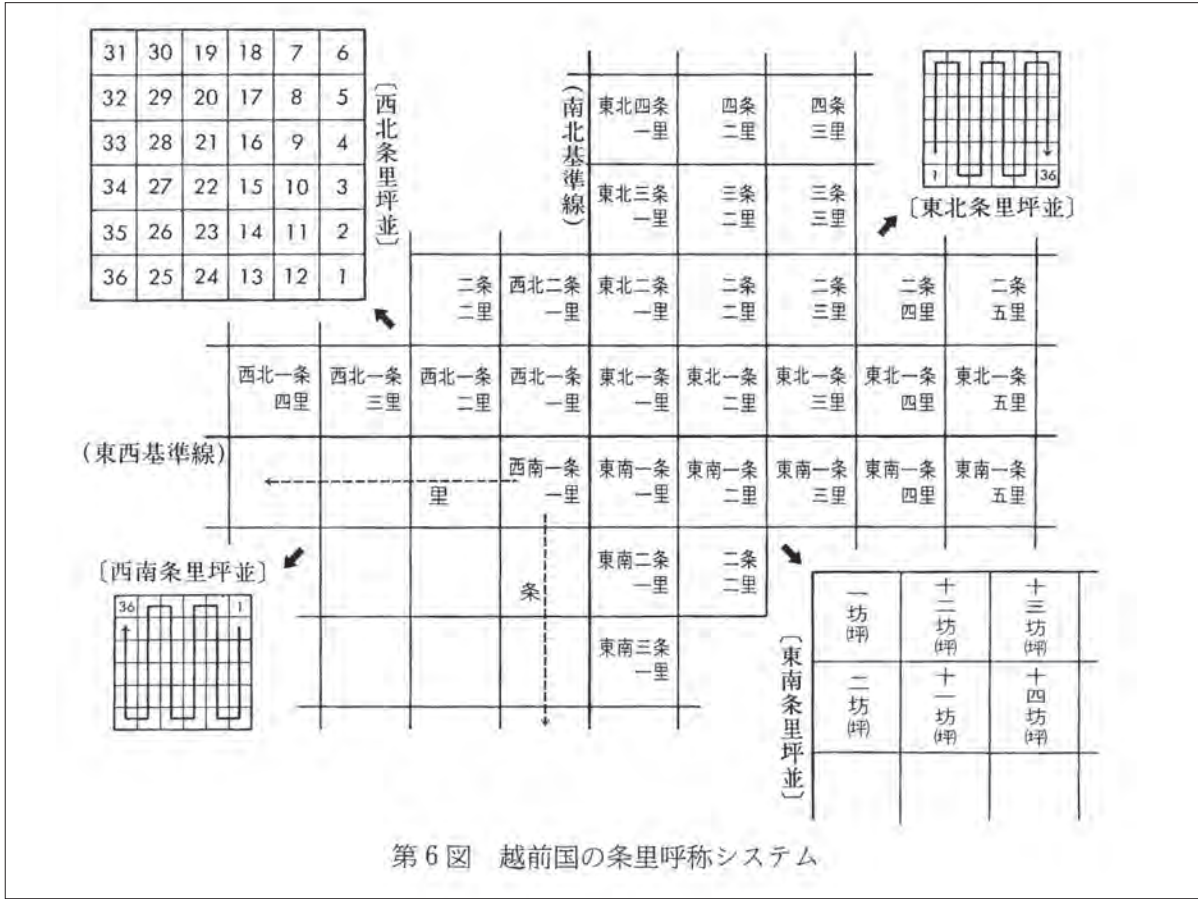 31 30 19 18 7 6
32 29 20 17 8 5
33 28 21 16 9 4
34 27 22 15 10 3
35 26 23 14 11 2
36 25 24 13 12 1
〔西北条里坪並〕
(南北基準線)
東北四条 四条 四条
一里 二里 三里
東北三条 三条 三条
一里 二里 三里
1 36
〔東北条里坪並〕
二条 西北二条 東北二条 二条 二条 二条 二条
二里 一里 一里 二里 三里 四里 五里
西北一条 西北一条 西北一条 西北一条 東北一条 東北一条 東北一条 東北一条 東北一条
四里 三里 二里 一里 一里 二里 三里 四里 五里
(東西基準線)
西南一条 東南一条 東南一条 東南一条 東南一条 東南一条
一里 一里 二里 三里 四里 五里
里
条
東南二条 二条
一里 二里
東南三条
一里
〔西南条里坪並〕
36 1
〔東南条里坪並〕
一坊(坪) 十二坊(坪) 十三坊(坪)
二坊(坪) 十一坊(坪) 十四坊(坪)
第6図 越前国の条里呼称システム